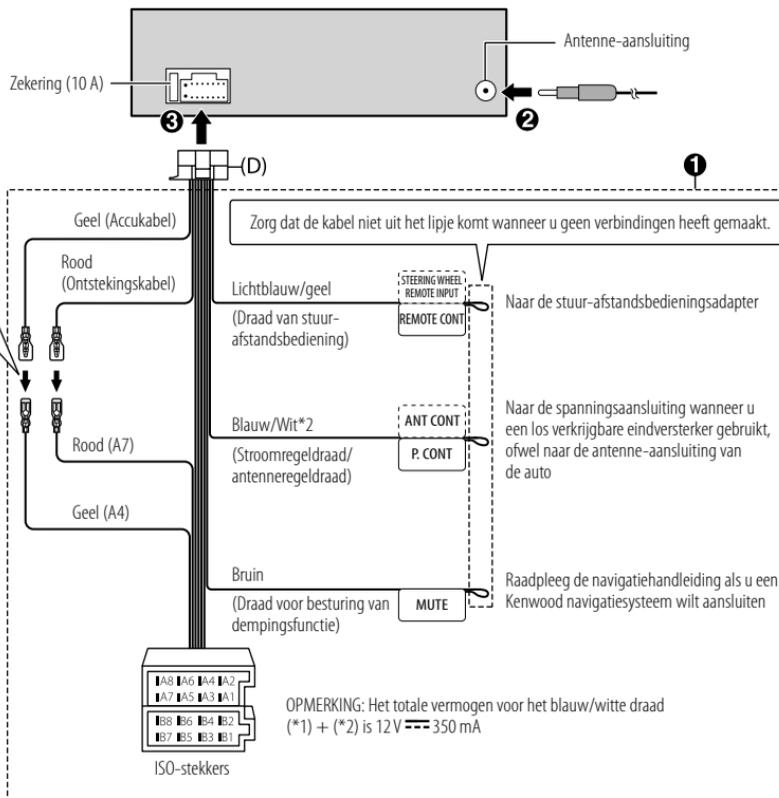 Antenne-aansluiting
Zekering (10 A)
❸
❷
(D)
❶
Geel (Accukabel)
Zorg dat de kabel niet uit het lipje komt wanneer u geen verbindingen heeft gemaakt.
Rood
(Ontstekingskabel)
Lichtblauw/geel
(Draad van stuur-
afstandsbediening)
STEERING WHEEL
REMOTE INPUT
REMOTE CONT
Naar de stuur-afstandsbedieningsadapter
Blauw/Wit*2
(Stroomregeldraad/
antenneregeldraad)
ANT CONT
P. CONT
Naar de spanningsaansluiting wanneer u
een los verkrijgbare eindversterker gebruikt,
ofwel naar de antenne-aansluiting van
de auto
Rood (A7)
Geel (A4)
Bruin
(Draad voor besturing van
dempingsfunctie)
MUTE
Raadpleeg de navigatiehandleiding als u een
Kenwood navigatiesysteem wilt aansluiten
A8 A6 A4 A2
A7 A5 A3 A1
B8 B6 B4 B2
B7 B5 B3 B1
ISO-stekkers
OPMERKING: Het totale vermogen voor het blauw/witte draad
(*1) + (*2) is 12 V ⎓ 350 mA